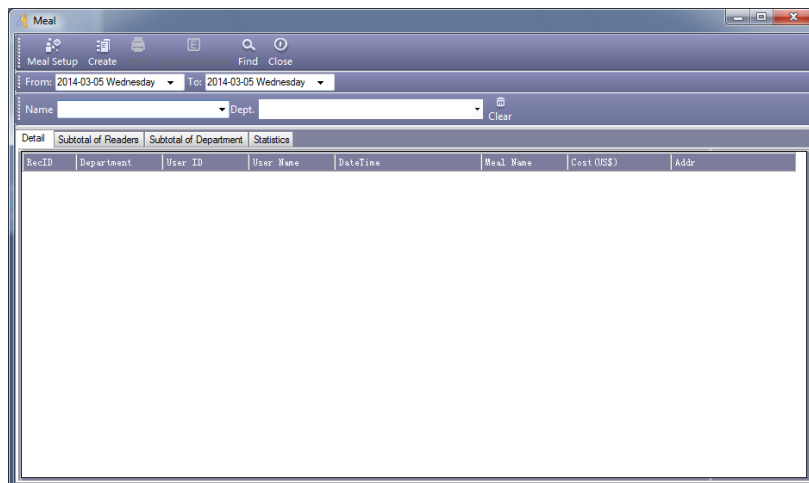 Meal
Meal Setup Create Find Close
From: 2014-03-05 Wednesday To: 2014-03-05 Wednesday
Name Dept. Clear
Detail Subtotal of Readers Subtotal of Department Statistics
RecID Department User ID User Name DateTime Meal Name Cost(US$) Addr